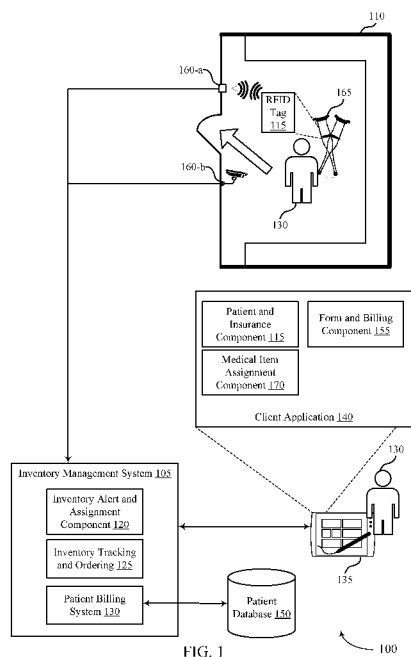 110
160-a
RFID
Tag
115
165
160-b
130
Patient and
Insurance
Component 115
Form and Billing
Component 155
Medical Item
Assignment
Component 170
Client Application 140
130
Inventory Management System 105
Inventory Alert and
Assignment
Component 120
Inventory Tracking
and Ordering 125
Patient Billing
System 130
Patient
Database 150
135
100
FIG. 1